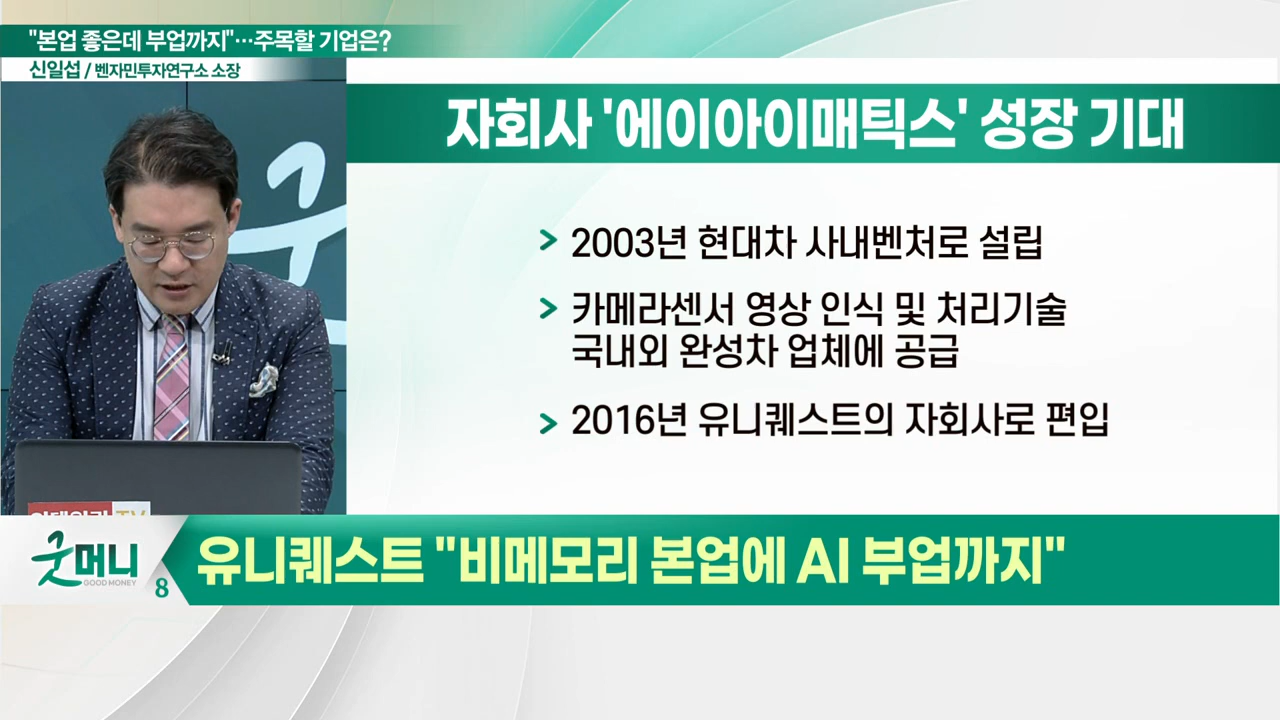 "본업 좋은데 부업까지"…주목할 기업은?
신일섭 / 벤자민투자연구소 소장
자회사 '에이아이매틱스' 성장 기대
> 2003년 현대차 사내벤처로 설립
> 카메라센서 영상 인식 및 처리기술
국내외 완성차 업체에 공급
> 2016년 유니퀘스트의 자회사로 편입
굿머니
GOOD MONEY
8
유니퀘스트 "비메모리 본업에 AI 부업까지"